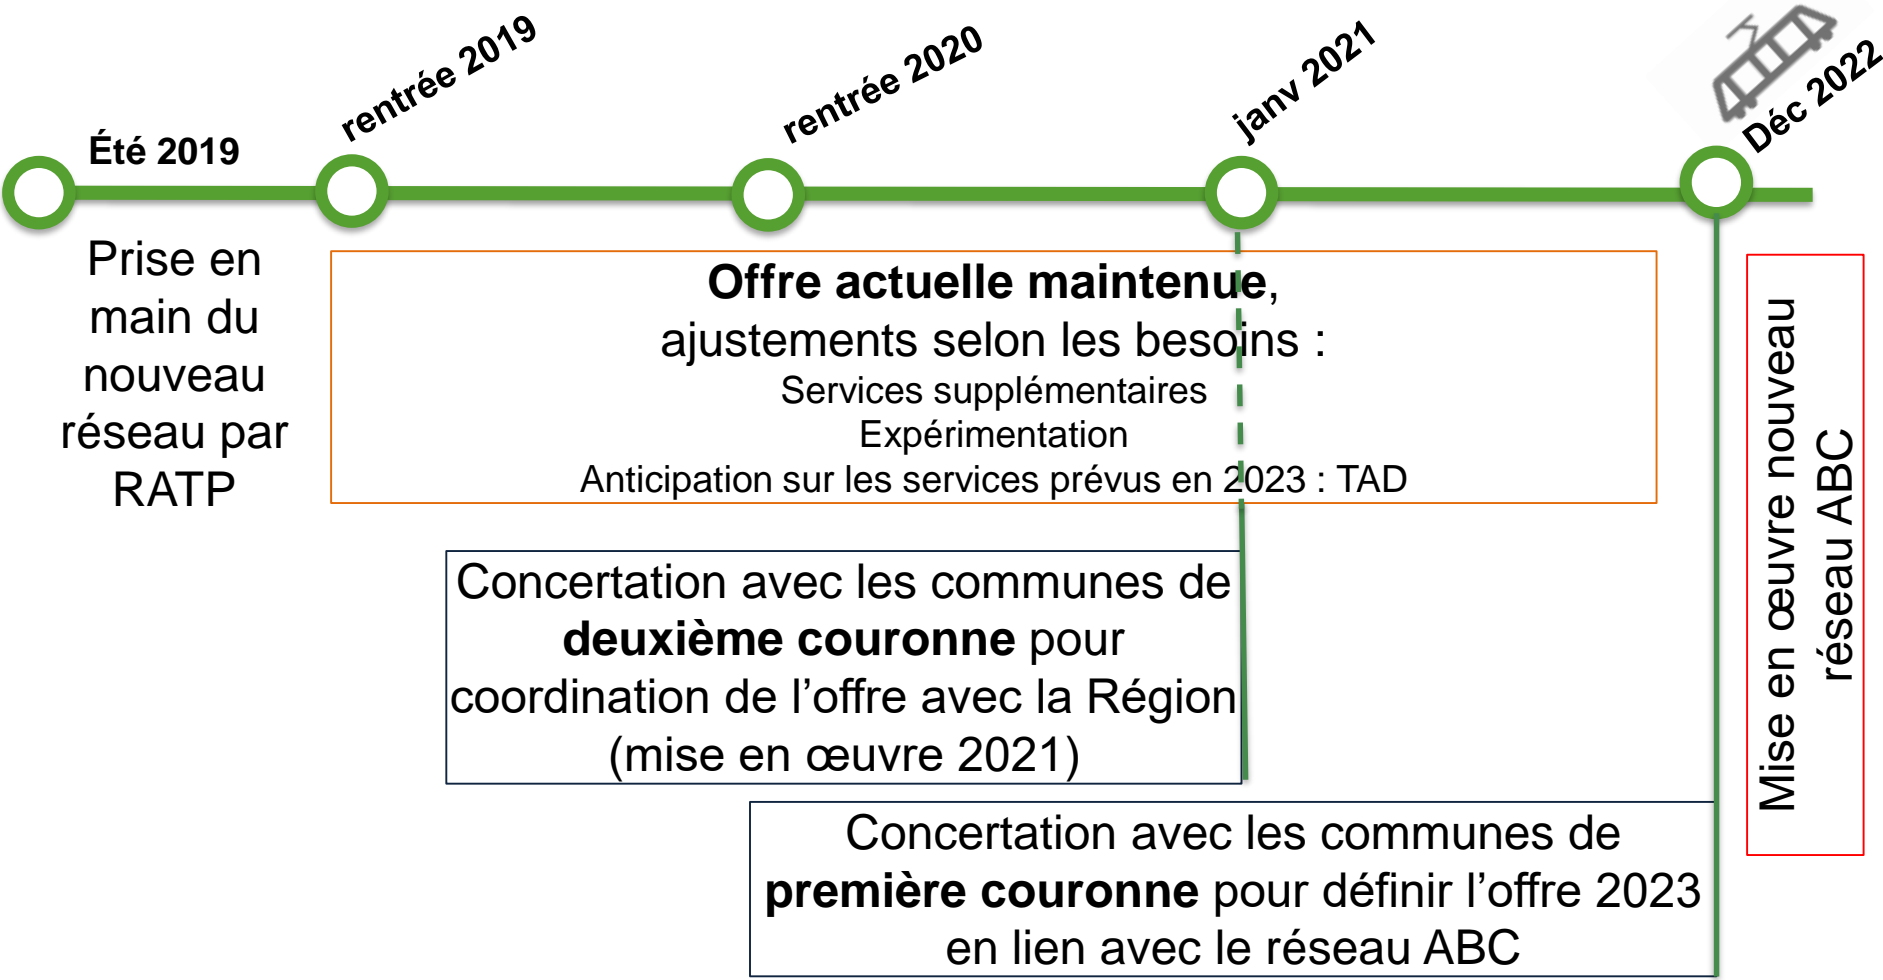 Été 2019
rentrée 2019
rentrée 2020
janv 2021
Déc 2022
Prise en
main du
nouveau
réseau par
RATP
Offre actuelle maintenue,
ajustements selon les besoins :
Services supplémentaires
Expérimentation
Anticipation sur les services prévus en 2023 : TAD
Concertation avec les communes de
deuxième couronne pour
coordination de l’offre avec la Région
(mise en œuvre 2021)
Concertation avec les communes de
première couronne pour définir l’offre 2023
en lien avec le réseau ABC
Mise en œuvre nouveau
réseau ABC